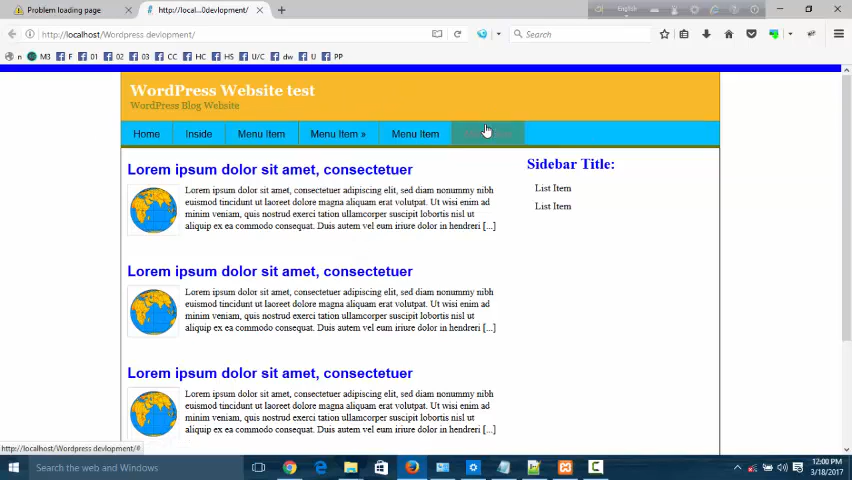 Problem loading page
http://local...0devlopment/
English
http://localhost/Wordpress devlopment/
Search
n
M3
F
01
02
03
CC
HC
HS
U/C
dw
U
PP
WordPress Website test
WordPress Blog Website
Home
Inside
Menu Item
Menu Item »
Menu Item
Lorem ipsum dolor sit amet, consectetuer
Lorem ipsum dolor sit amet, consectetuer adipiscing elit, sed diam nonummy nibh
euismod tincidunt ut laoreet dolore magna aliquam erat volutpat. Ut wisi enim ad
minim veniam, quis nostrud exerci tation ullamcorper suscipit lobortis nisl ut
aliquip ex ea commodo consequat. Duis autem vel eum iriure dolor in hendreri [...]
Lorem ipsum dolor sit amet, consectetuer
Lorem ipsum dolor sit amet, consectetuer adipiscing elit, sed diam nonummy nibh
euismod tincidunt ut laoreet dolore magna aliquam erat volutpat. Ut wisi enim ad
minim veniam, quis nostrud exerci tation ullamcorper suscipit lobortis nisl ut
aliquip ex ea commodo consequat. Duis autem vel eum iriure dolor in hendreri [...]
Lorem ipsum dolor sit amet, consectetuer
Lorem ipsum dolor sit amet, consectetuer adipiscing elit, sed diam nonummy nibh
euismod tincidunt ut laoreet dolore magna aliquam erat volutpat. Ut wisi enim ad
minim veniam, quis nostrud exerci tation ullamcorper suscipit lobortis nisl ut
aliquip ex ea commodo consequat. Duis autem vel eum iriure dolor in hendreri [...]
Sidebar Title:
List Item
List Item
http://localhost/Wordpress devlopment/#
Search the web and Windows
12:00 PM
3/18/2017